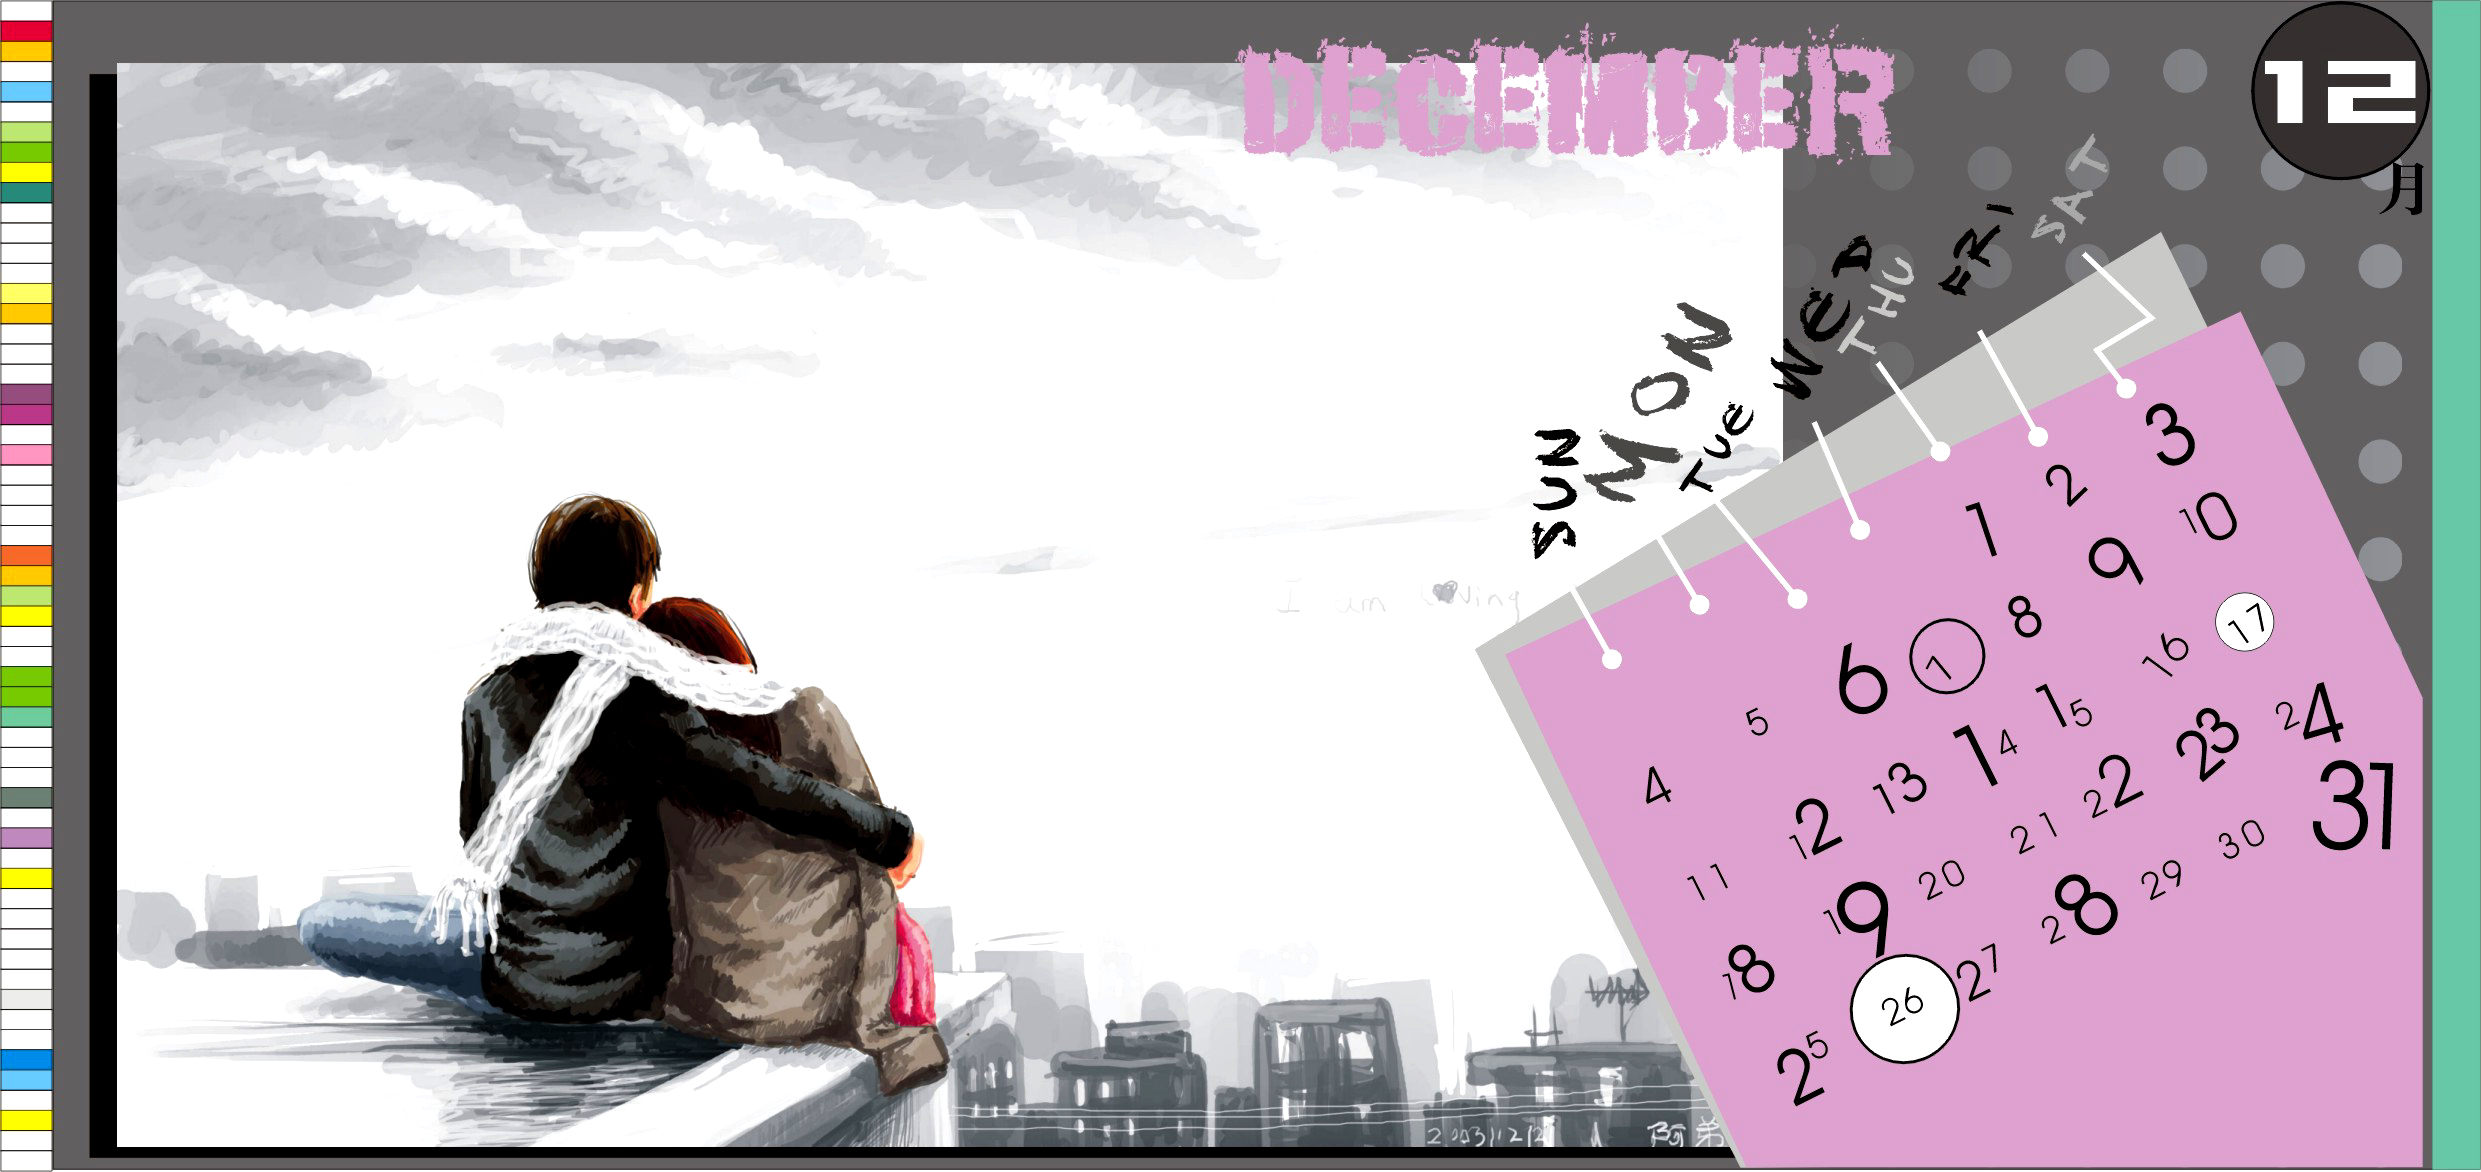 DECEMBER
12
月
SUN MON TUE WED THU FRI SAT
1 2 3
4 5 6 7 8 9 10
11 12 13 14 15 16 17
18 19 20 21 22 23 24
25 26 27 28 29 30 31
I am loving
阿弟